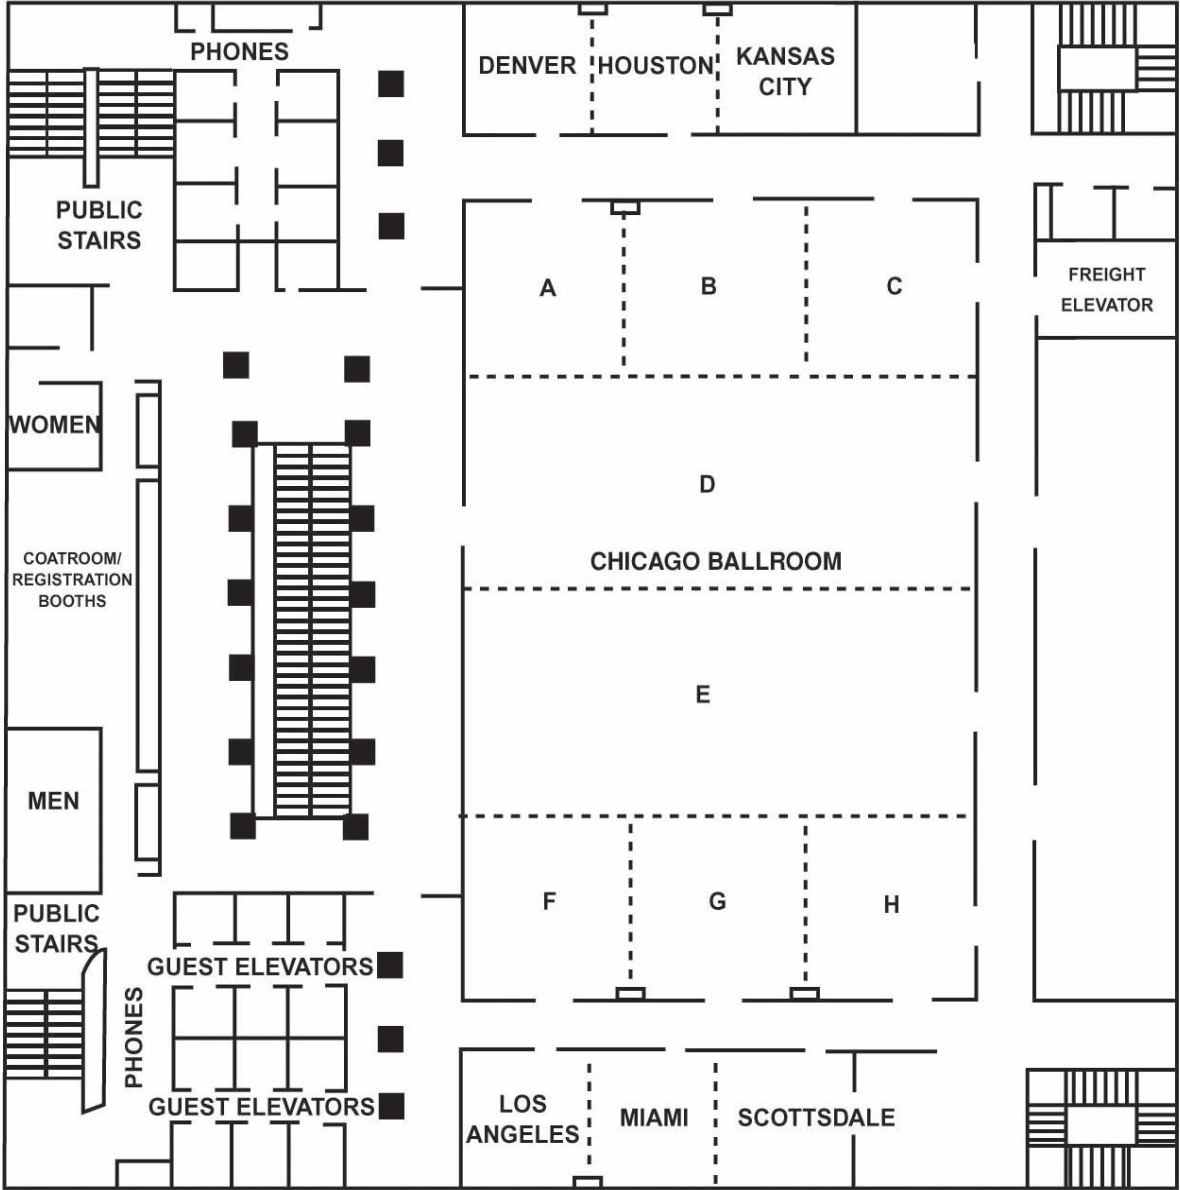 PHONES
DENVER
HOUSTON
KANSAS
CITY
PUBLIC
STAIRS
A
B
C
FREIGHT
ELEVATOR
WOMEN
D
COATROOM/
REGISTRATION
BOOTHS
CHICAGO BALLROOM
E
MEN
F
G
H
PUBLIC
STAIRS
GUEST ELEVATORS
PHONES
GUEST ELEVATORS
LOS
ANGELES
MIAMI
SCOTTSDALE